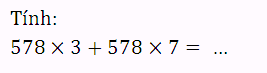 Tính:
578 × 3 + 578 × 7 = ...